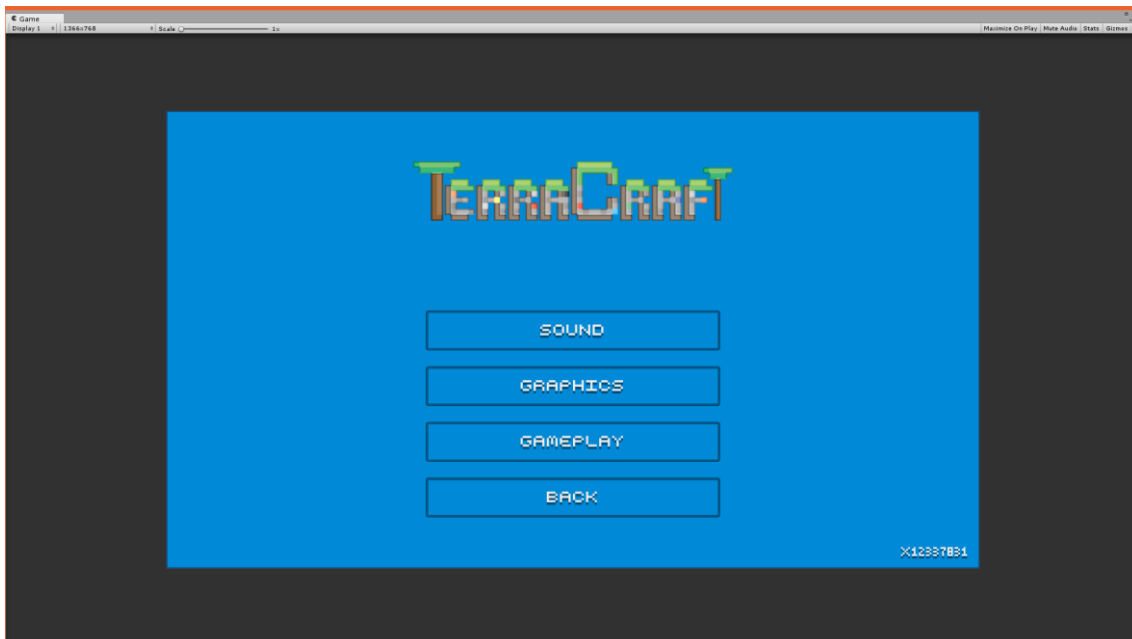 Game
Display 1 1366x768 Scale 1x Maximize On Play Mute Audio Stats Gizmos
TERRACRAFT
SOUND
GRAPHICS
GAMEPLAY
BACK
X12337831